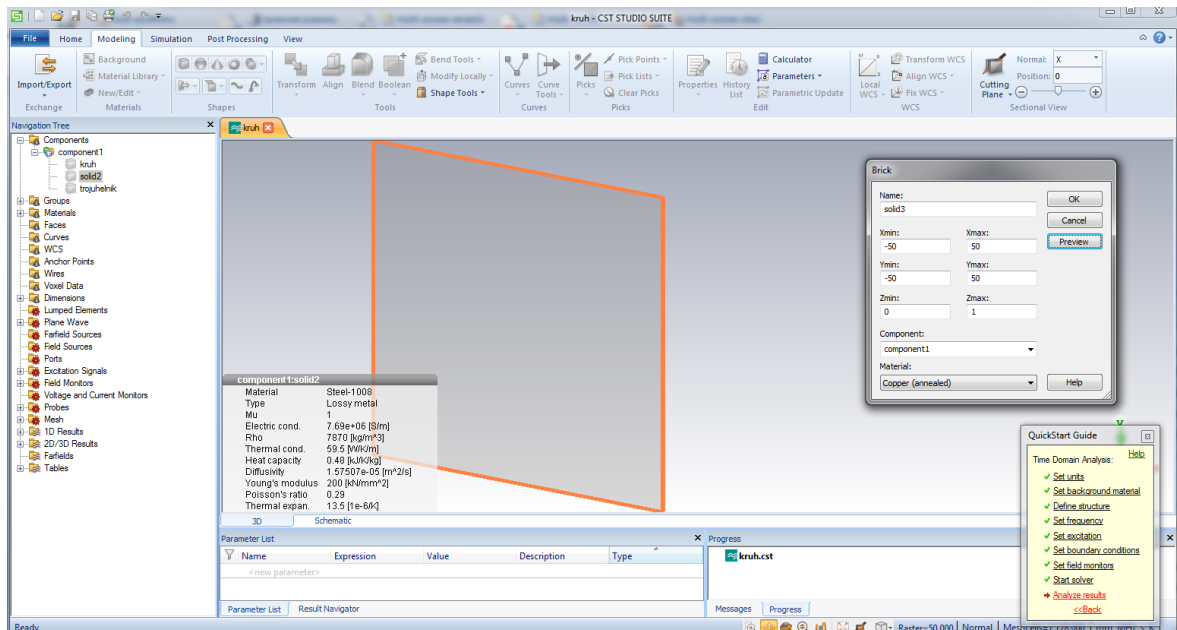 kruh - CST STUDIO SUITE
File Home Modeling Simulation Post Processing View
Import/Export
Exchange
Background
Material Library
New/Edit
Materials
Shapes
Transform Align Blend Boolean
Bend Tools
Modify Locally
Shape Tools
Tools
Curves Curve Tools
Curves
Picks
Pick Points
Pick Lists
Clear Picks
Picks
Properties History List
Calculator
Parameters
Parametric Update
Edit
Local WCS
Transform WCS
Align WCS
Fix WCS
WCS
Cutting Plane
Normal: X
Position: 0
Sectional View
Navigation Tree
Components
component1
kruh
solid2
trojuhelnik
Groups
Materials
Faces
Curves
WCS
Anchor Points
Wires
Voxel Data
Dimensions
Lumped Elements
Plane Wave
Farfield Sources
Field Sources
Ports
Excitation Signals
Field Monitors
Voltage and Current Monitors
Probes
Mesh
1D Results
2D/3D Results
Farfields
Tables
kruh
component1:solid2
Material Steel-1008
Type Lossy metal
Mu 1
Electric cond. 7.69e+06 [S/m]
Rho 7870 [kg/m^3]
Thermal cond. 59.5 [W/K/m]
Heat capacity 0.48 [kJ/K/kg]
Diffusivity 1.57507e-05 [m^2/s]
Young's modulus 200 [kN/mm^2]
Poisson's ratio 0.29
Thermal expan. 13.5 [1e-6/K]
3D Schematic
Brick
Name:
solid3
OK
Cancel
Preview
Xmin: Xmax:
-50 50
Ymin: Ymax:
-50 50
Zmin: Zmax:
0 1
Component:
component1
Material:
Copper (annealed)
Help
QuickStart Guide
Help
Time Domain Analysis:
Set units
Set background material
Define structure
Set frequency
Set excitation
Set boundary conditions
Set field monitors
Start solver
Analyze results
<<Back
Parameter List
Name Expression Value Description Type
<new parameter>
Parameter List Result Navigator
Progress
kruh.cst
Messages Progress
Ready
Raster=50.000 Normal